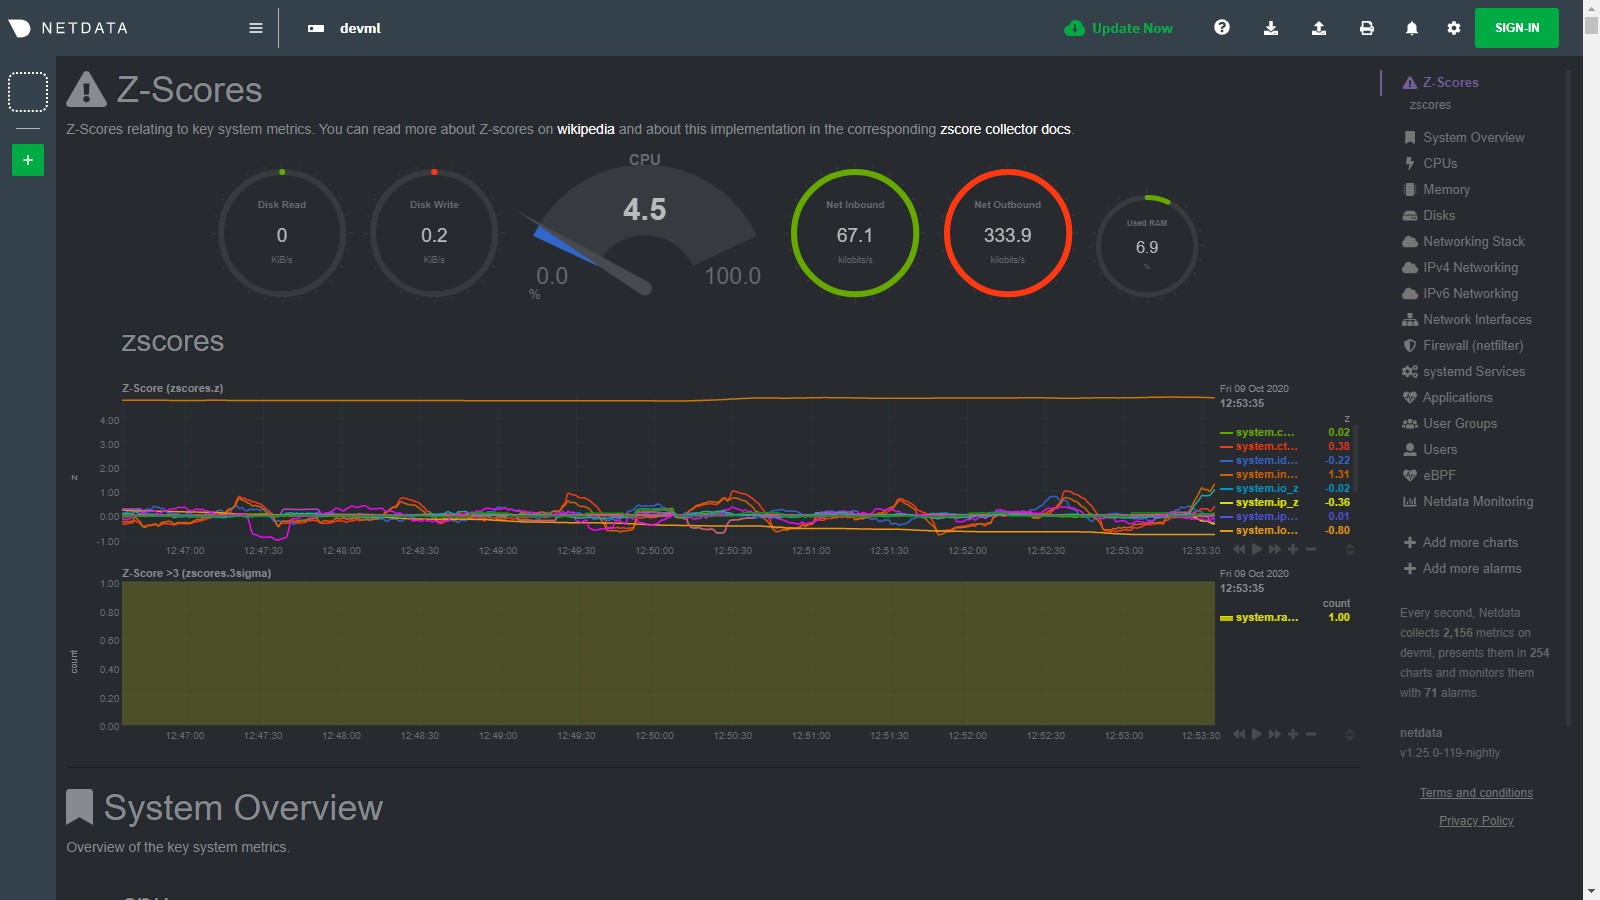 NETDATA
devml
Update Now
SIGN-IN
+
Z-Scores
Z-Scores relating to key system metrics. You can read more about Z-scores on wikipedia and about this implementation in the corresponding zscore collector docs.
Disk Read
0
KiB/s
Disk Write
0.2
KiB/s
CPU
4.5
0.0
100.0
%
Net Inbound
67.1
kilobits/s
Net Outbound
333.9
kilobits/s
Used RAM
6.9
%
zscores
Z-Score (zscores.z)
4.00
3.00
2.00
1.00
0.00
-1.00
z
12:47:00 12:47:30 12:48:00 12:48:30 12:49:00 12:49:30 12:50:00 12:50:30 12:51:00 12:51:30 12:52:00 12:52:30 12:53:00 12:53:30
Fri 09 Oct 2020
12:53:35
z
system.c... 0.02
system.ct... 0.38
system.id... -0.22
system.in... 1.31
system.io_z -0.02
system.ip_z -0.36
system.ip... 0.01
system.lo... -0.80
Z-Score >3 (zscores.3sigma)
1.00
0.80
0.60
0.40
0.20
0.00
count
12:47:00 12:47:30 12:48:00 12:48:30 12:49:00 12:49:30 12:50:00 12:50:30 12:51:00 12:51:30 12:52:00 12:52:30 12:53:00 12:53:30
Fri 09 Oct 2020
12:53:35
count
system.ra... 1.00
System Overview
Overview of the key system metrics.
Z-Scores
zscores
System Overview
CPUs
Memory
Disks
Networking Stack
IPv4 Networking
IPv6 Networking
Network Interfaces
Firewall (netfilter)
systemd Services
Applications
User Groups
Users
eBPF
Netdata Monitoring
Add more charts
Add more alarms
Every second, Netdata
collects 2,156 metrics on
devml, presents them in 254
charts and monitors them
with 71 alarms.
netdata
v1.25.0-119-nightly
Terms and conditions
Privacy Policy